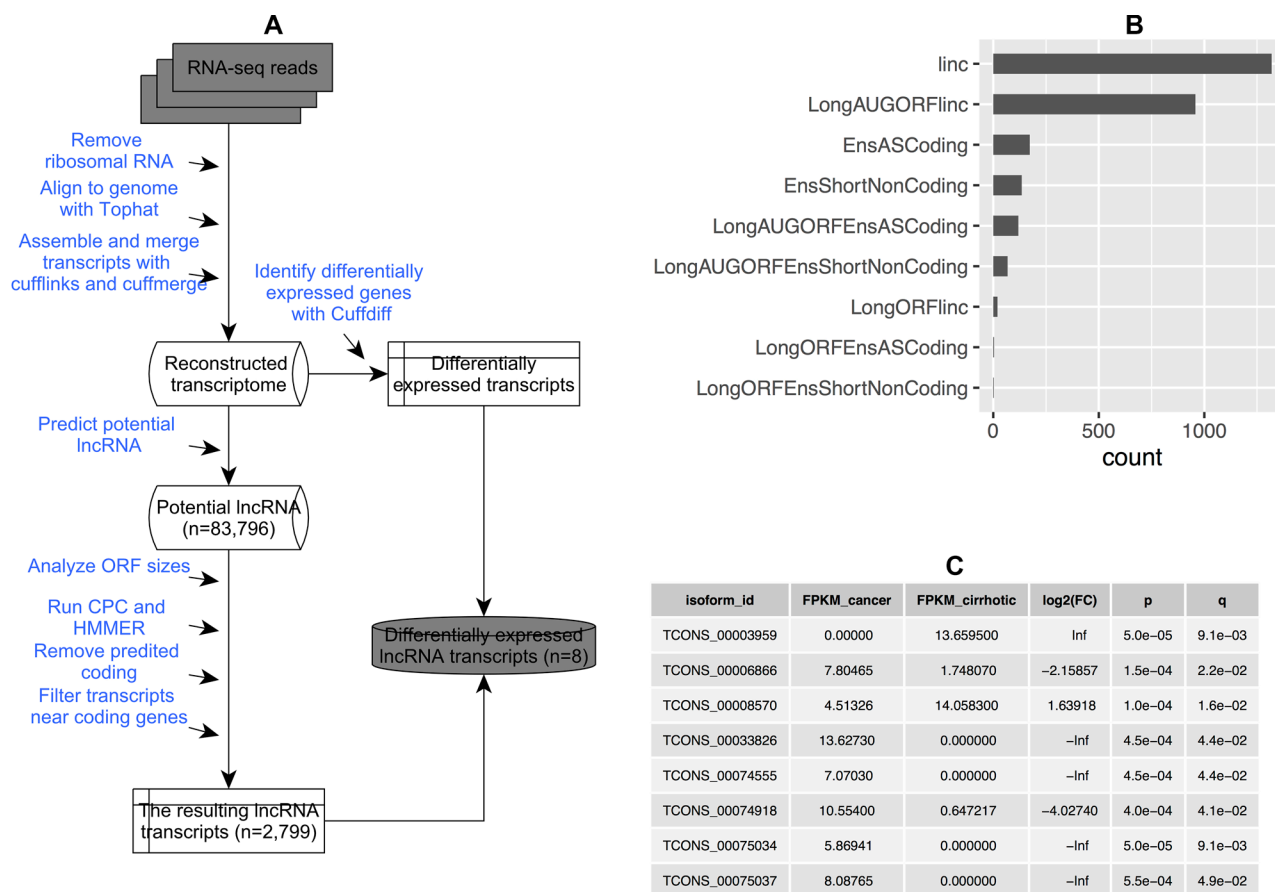 A
RNA-seq reads
Remove
ribosomal RNA
Align to genome
with Tophat
Assemble and merge
transcripts with
cufflinks and cuffmerge
Identify differentially
expressed genes
with Cuffdiff
Reconstructed
transcriptome
Differentially
expressed transcripts
Predict potential
lncRNA
Potential lncRNA
(n=83,796)
Analyze ORF sizes
Run CPC and
HMMER
Remove predited
coding
Filter transcripts
near coding genes
Differentially expressed
lncRNA transcripts (n=8)
The resulting lncRNA
transcripts (n=2,799)
B
linc
LongAUGORFlinc
EnsASCoding
EnsShortNonCoding
LongAUGORFEnsASCoding
LongAUGORFEnsShortNonCoding
LongORFlinc
LongORFEnsASCoding
LongORFEnsShortNonCoding
0 500 1000
count
C
isoform_id FPKM_cancer FPKM_cirrhotic log2(FC) p q
TCONS_00003959 0.00000 13.659500 Inf 5.0e−05 9.1e−03
TCONS_00006866 7.80465 1.748070 −2.15857 1.5e−04 2.2e−02
TCONS_00008570 4.51326 14.058300 1.63918 1.0e−04 1.6e−02
TCONS_00033826 13.62730 0.000000 −Inf 4.5e−04 4.4e−02
TCONS_00074555 7.07030 0.000000 −Inf 4.5e−04 4.4e−02
TCONS_00074918 10.55400 0.647217 −4.02740 4.0e−04 4.1e−02
TCONS_00075034 5.86941 0.000000 −Inf 5.0e−05 9.1e−03
TCONS_00075037 8.08765 0.000000 −Inf 5.5e−04 4.9e−02